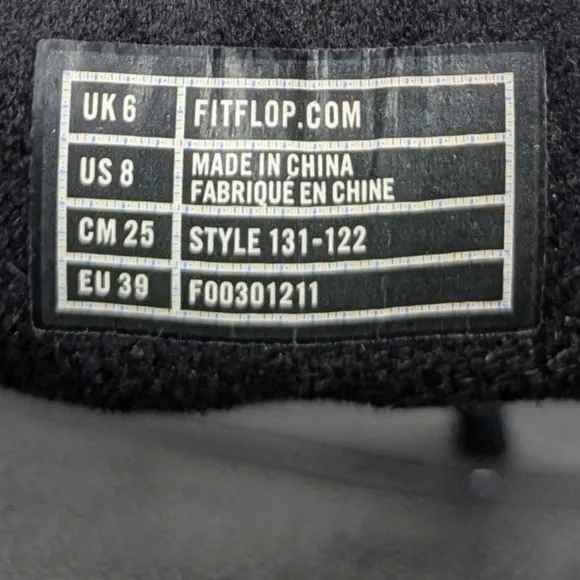 UK 6 FITFLOP.COM
US 8 MADE IN CHINA
FABRIQUÉ EN CHINE
CM 25 STYLE 131-122
EU 39 F00301211